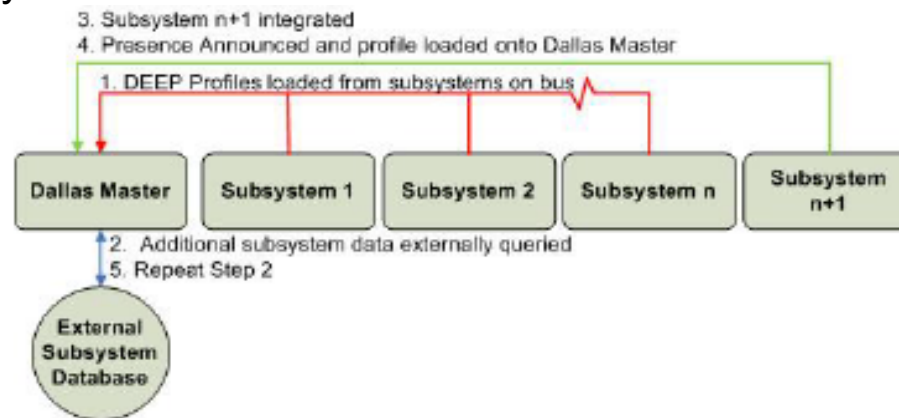 3. Subsystem n+1 integrated
4. Presence Announced and profile loaded onto Dallas Master
1. DEEP Profiles loaded from subsystems on bus
Dallas Master
Subsystem 1
Subsystem 2
Subsystem n
Subsystem
n+1
2. Additional subsystem data externally queried
5. Repeat Step 2
External
Subsystem
Database